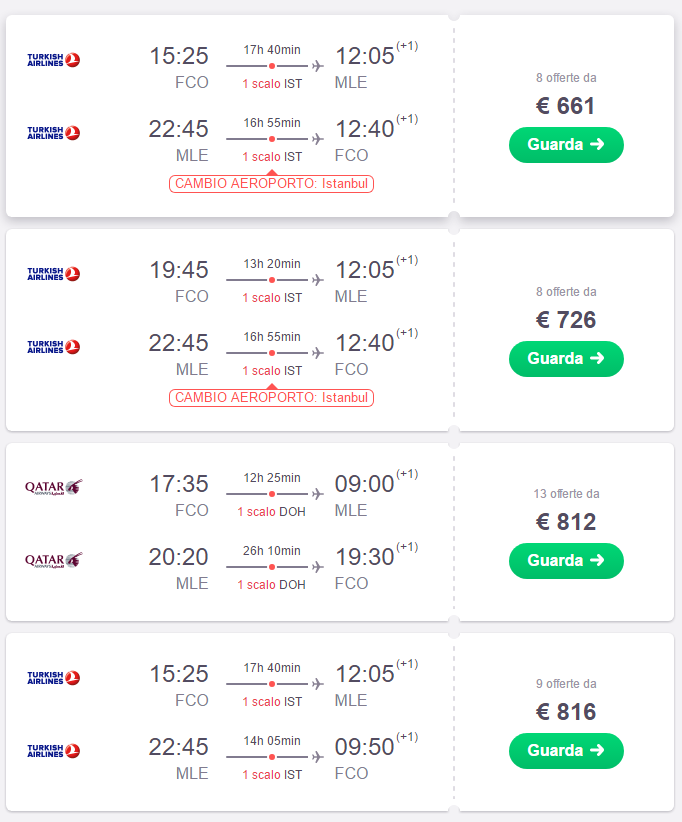 TURKISH
AIRLINES
15:25 17h 40min 12:05 (+1)
FCO 1 scalo IST MLE
TURKISH
AIRLINES
22:45 16h 55min 12:40 (+1)
MLE 1 scalo IST FCO
CAMBIO AEROPORTO: Istanbul
8 offerte da
€ 661
Guarda →
TURKISH
AIRLINES
19:45 13h 20min 12:05 (+1)
FCO 1 scalo IST MLE
TURKISH
AIRLINES
22:45 16h 55min 12:40 (+1)
MLE 1 scalo IST FCO
CAMBIO AEROPORTO: Istanbul
8 offerte da
€ 726
Guarda →
QATAR
17:35 12h 25min 09:00 (+1)
FCO 1 scalo DOH MLE
QATAR
20:20 26h 10min 19:30 (+1)
MLE 1 scalo DOH FCO
13 offerte da
€ 812
Guarda →
TURKISH
AIRLINES
15:25 17h 40min 12:05 (+1)
FCO 1 scalo IST MLE
TURKISH
AIRLINES
22:45 14h 05min 09:50 (+1)
MLE 1 scalo IST FCO
9 offerte da
€ 816
Guarda →